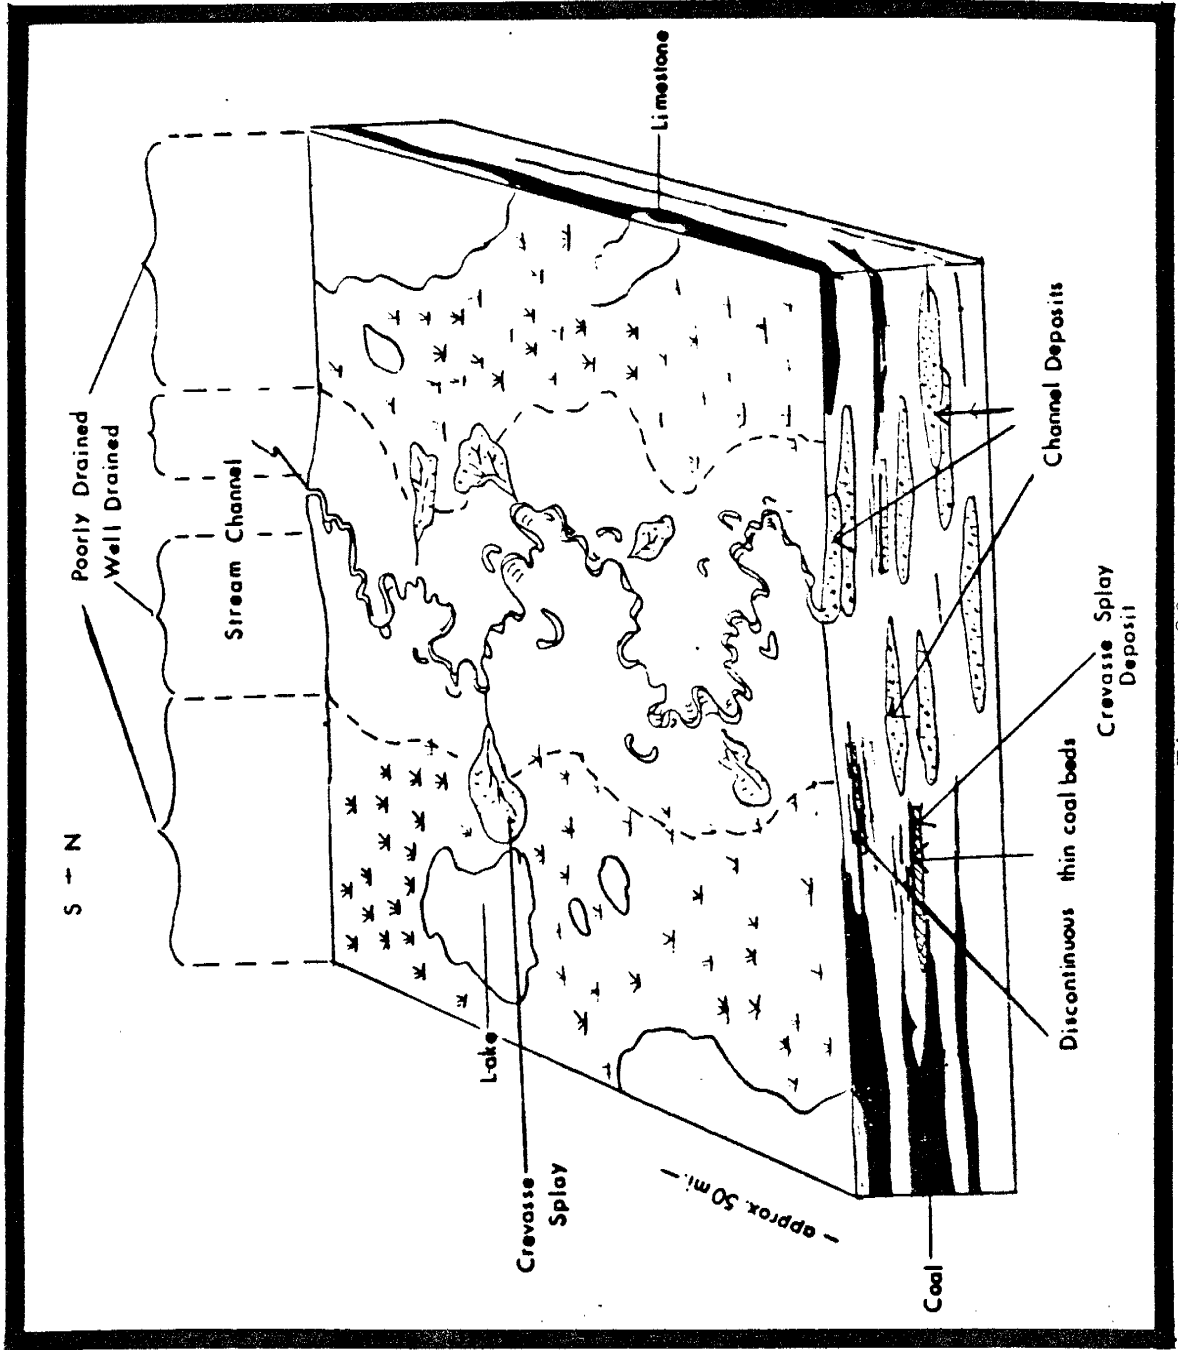 S → N
Poorly Drained
Well Drained
Stream Channel
Limestone
Lake
Crevasse
Splay
– approx. 50 mi. –
Coal
Channel Deposits
Crevasse Splay
Deposit
Discontinuous thin coal beds